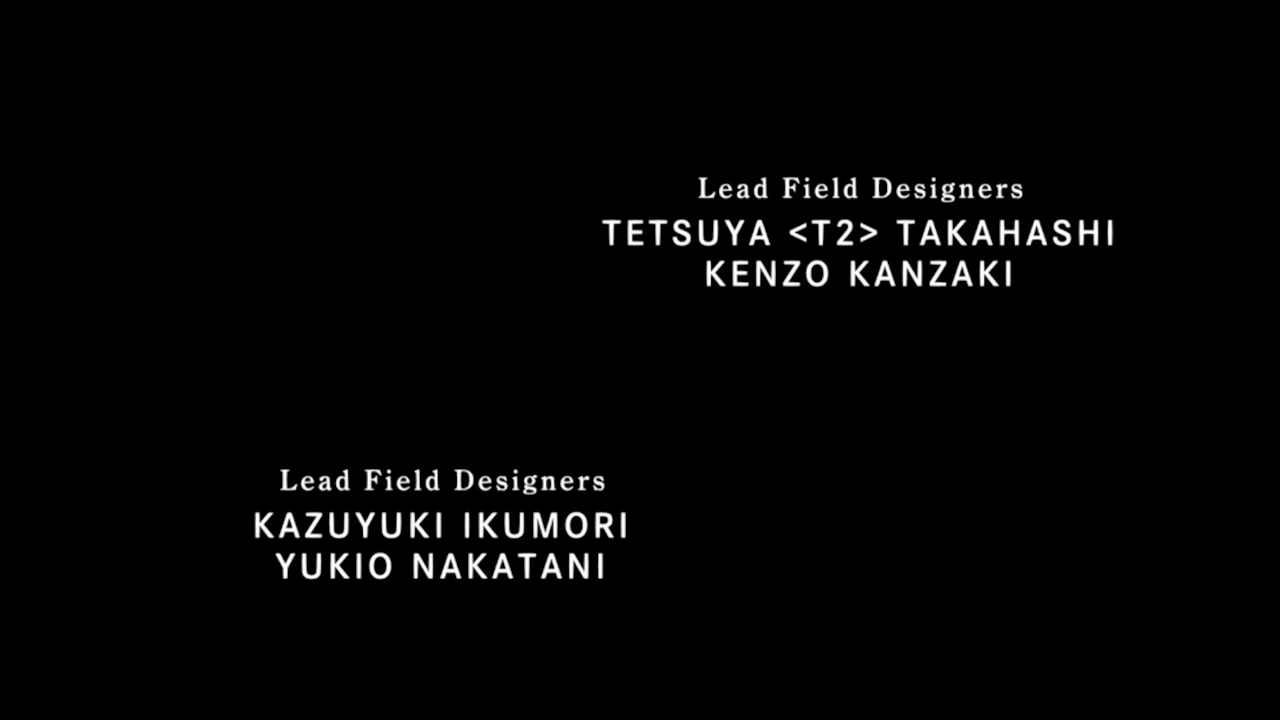 Lead Field Designers
TETSUYA <T2> TAKAHASHI
KENZO KANZAKI
Lead Field Designers
KAZUYUKI IKUMORI
YUKIO NAKATANI